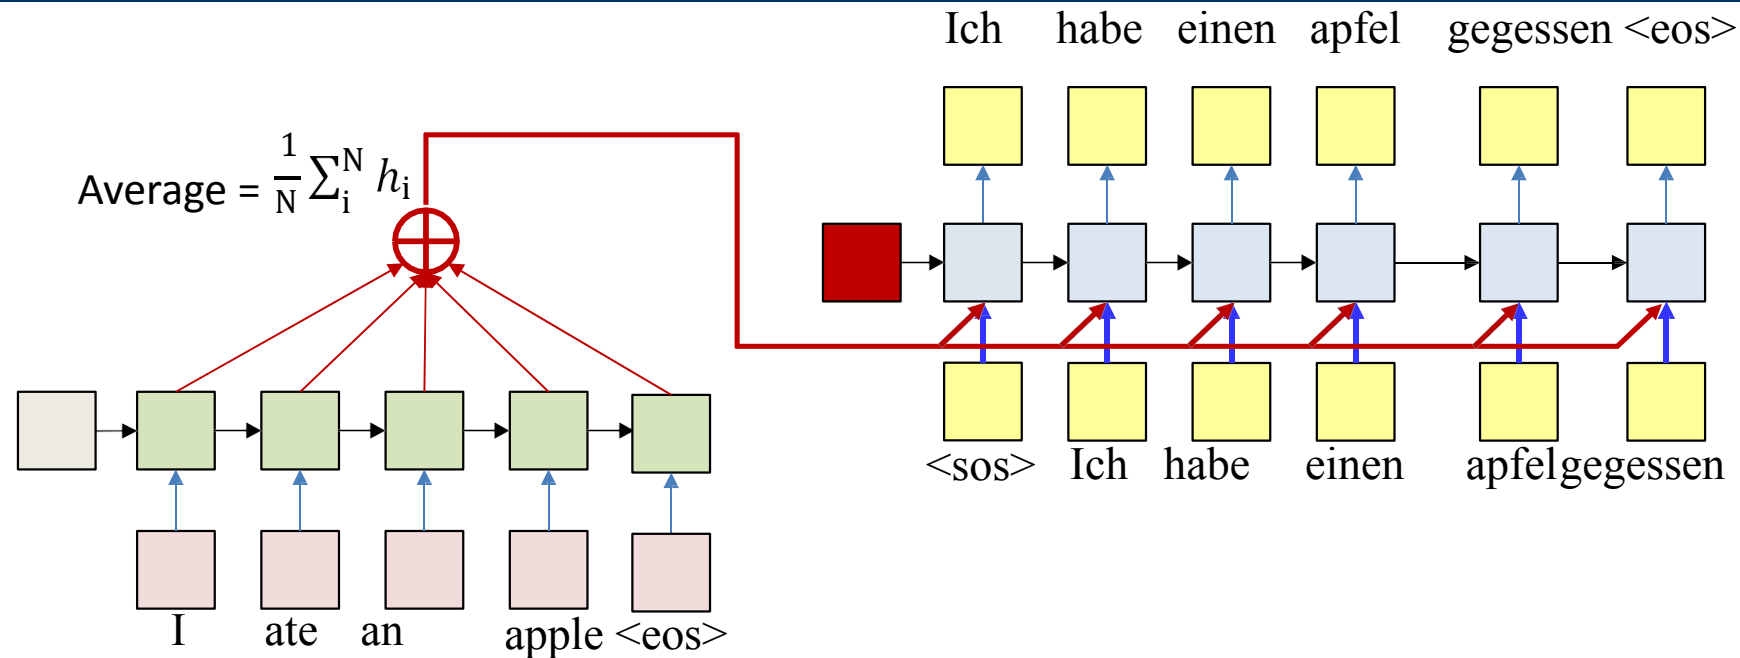 Ich habe einen apfel gegessen <eos>
Average = 1/N ∑_i^N h_i
<sos> Ich habe einen apfel gegessen
I ate an apple <eos>